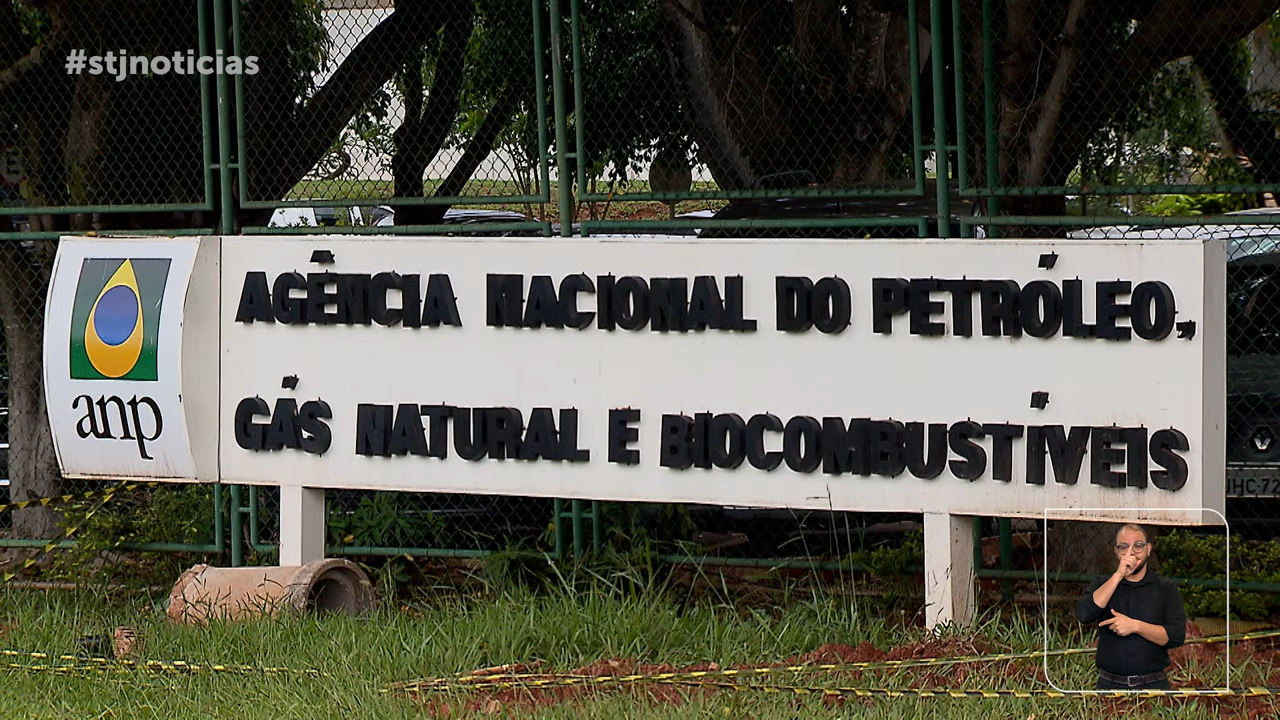 #stjnoticias
AGÊNCIA NACIONAL DO PETRÓLEO,
anp
GÁS NATURAL E BIOCOMBUSTÍVEIS